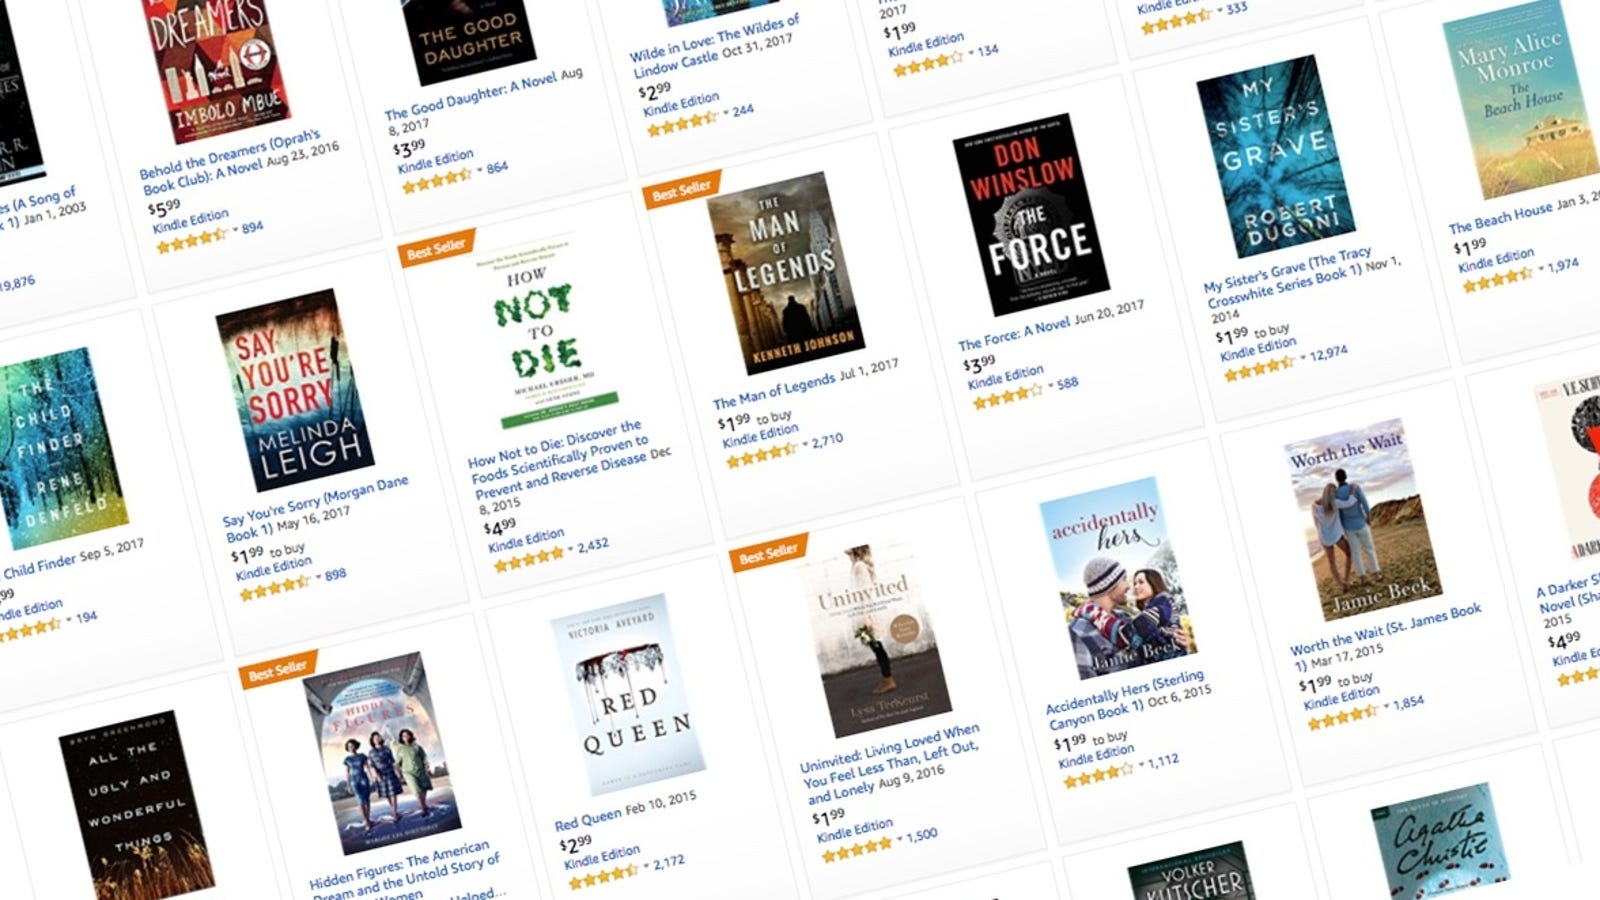 R.R.
es (A Song of
k 1) Jan 1, 2003
19,876
DREAMERS
a Novel
IMBOLO MBUE
Behold the Dreamers (Oprah's
Book Club): A Novel Aug 23, 2016
$5.99
Kindle Edition
894
THE GOOD
DAUGHTER
The Good Daughter: A Novel Aug
8, 2017
$3.99
Kindle Edition
864
Wilde in Love: The Wildes of
Lindow Castle Oct 31, 2017
$2.99
Kindle Edition
244
2017
$1.99
Kindle Edition
134
333
MY
SISTER'S
GRAVE
ROBERT
DUGONI
My Sister's Grave (The Tracy
Crosswhite Series Book 1) Nov 1,
2014
$1.99 to buy
Kindle Edition
12,974
Mary Alice
Monroe
The
Beach House
The Beach House Jan 3,
$1.99
Kindle Edition
1,974
THE
CHILD
FINDER
RENE
DENFELD
Child Finder Sep 5, 2017
Edition
194
SAY
YOU'RE
SORRY
MELINDA
LEIGH
Say You're Sorry (Morgan Dane
Book 1) May 16, 2017
$1.99 to buy
Kindle Edition
898
Best Seller
HOW
NOT
TO
DIE
MICHAEL GREGER, MD
How Not to Die: Discover the
Foods Scientifically Proven to
Prevent and Reverse Disease Dec
8, 2015
$4.99
Kindle Edition
2,432
Best Seller
THE
MAN
OF
LEGENDS
KENNETH JOHNSON
The Man of Legends Jul 1, 2017
$1.99 to buy
Kindle Edition
2,710
DON
WINSLOW
THE
FORCE
A NOVEL
The Force: A Novel Jun 20, 2017
$3.99
Kindle Edition
588
BRYN GREENWOOD
ALL THE
UGLY AND
WONDERFUL
THINGS
Best Seller
HIDDEN
FIGURES
MARGOT LEE SHETTERLY
Hidden Figures: The American
Dream and the Untold Story of
Women
Helped...
VICTORIA AVEYARD
RED
QUEEN
Red Queen Feb 10, 2015
$2.99
Kindle Edition
2,172
Best Seller
Uninvited
Lysa TerKeurst
Uninvited: Living Loved When
You Feel Less Than, Left Out,
and Lonely Aug 9, 2016
$1.99
Kindle Edition
1,500
accidentally
hers
Jamie Beck
Accidentally Hers (Sterling
Canyon Book 1) Oct 6, 2015
$1.99 to buy
Kindle Edition
1,112
Worth the Wait
Jamie Beck
Worth the Wait (St. James Book
1) Mar 17, 2015
$1.99 to buy
Kindle Edition
1,854
A Darker
Novel
2015
$4.99
Kindle
VOLKER
KUTSCHER
Agatha
Christie